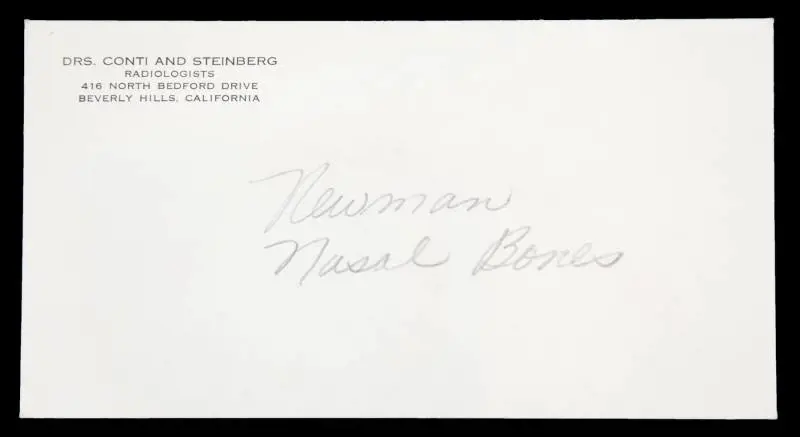 DRS. CONTI AND STEINBERG
RADIOLOGISTS
416 NORTH BEDFORD DRIVE
BEVERLY HILLS, CALIFORNIA
Newman
Nasal Bones